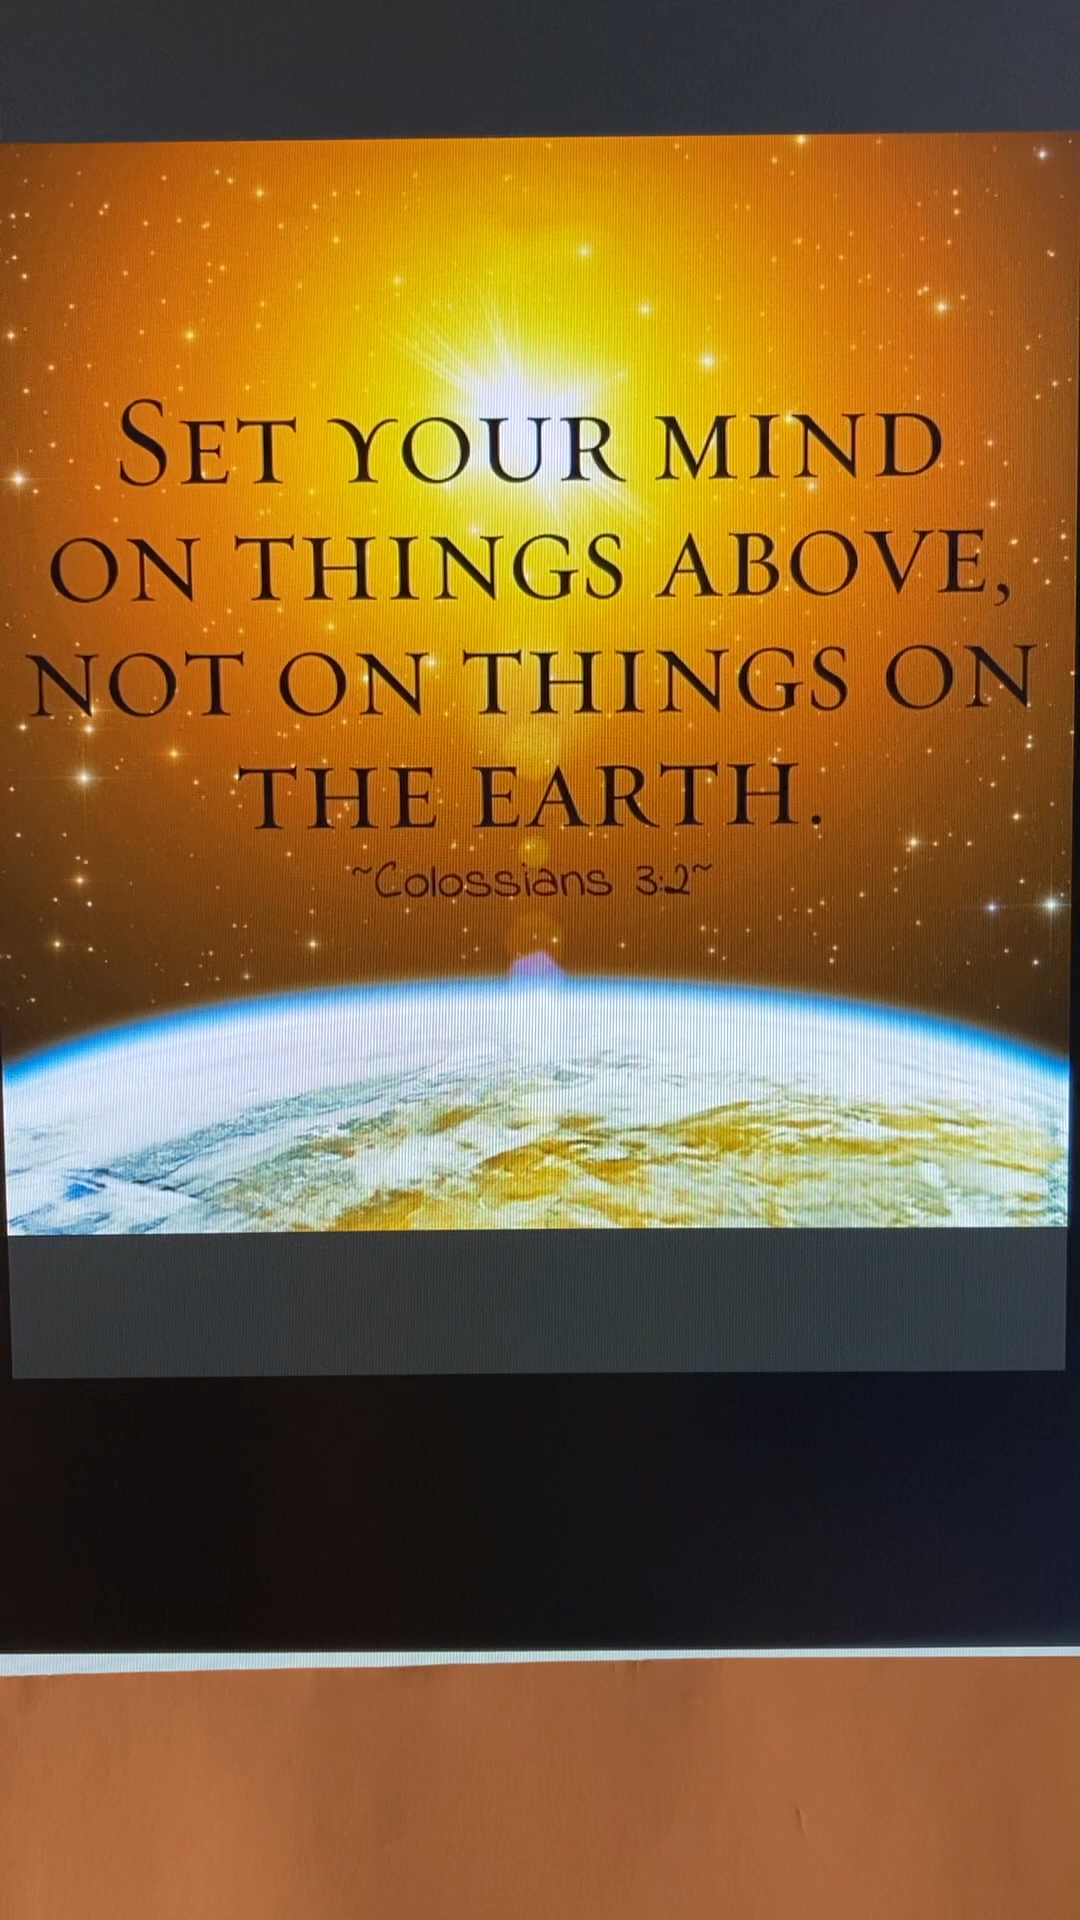 SET YOUR MIND
ON THINGS ABOVE,
NOT ON THINGS ON
THE EARTH.
~Colossians 3:2~